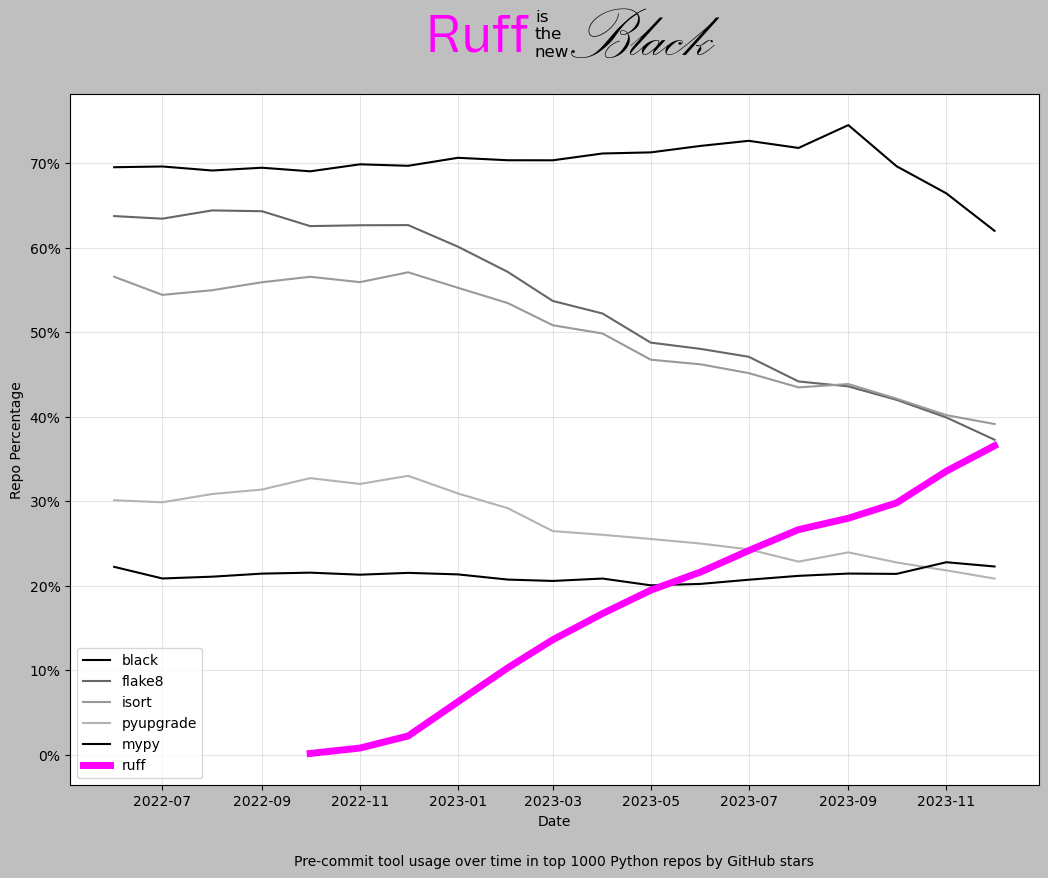 Ruff is the new Black
70%
60%
50%
40%
30%
20%
10%
0%
Repo Percentage
black
flake8
isort
pyupgrade
mypy
ruff
2022-07 2022-09 2022-11 2023-01 2023-03 2023-05 2023-07 2023-09 2023-11
Date
Pre-commit tool usage over time in top 1000 Python repos by GitHub stars